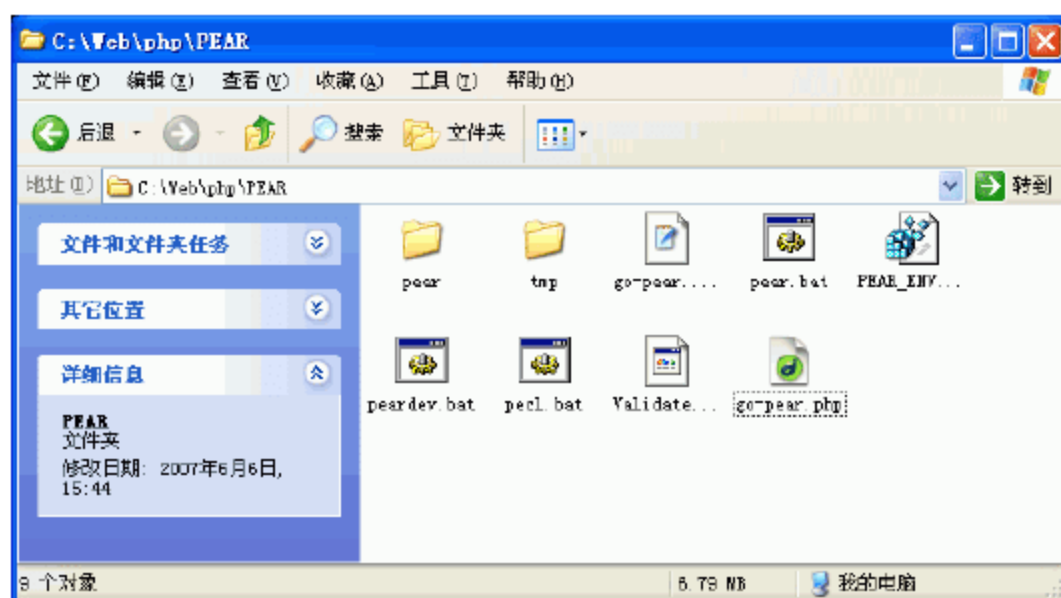 C:\Web\php\PEAR
文件(F) 编辑(E) 查看(V) 收藏(A) 工具(T) 帮助(H)
后退 搜索 文件夹
地址(D) C:\Web\php\PEAR 转到
文件和文件夹任务
其它位置
详细信息
PEAR
文件夹
修改日期: 2007年6月6日,
15:44
pear tmp go-pear.... pear.bat PEAR_ENV...
peardev.bat pecl.bat Validate... go-pear.php
9 个对象 6.79 MB 我的电脑